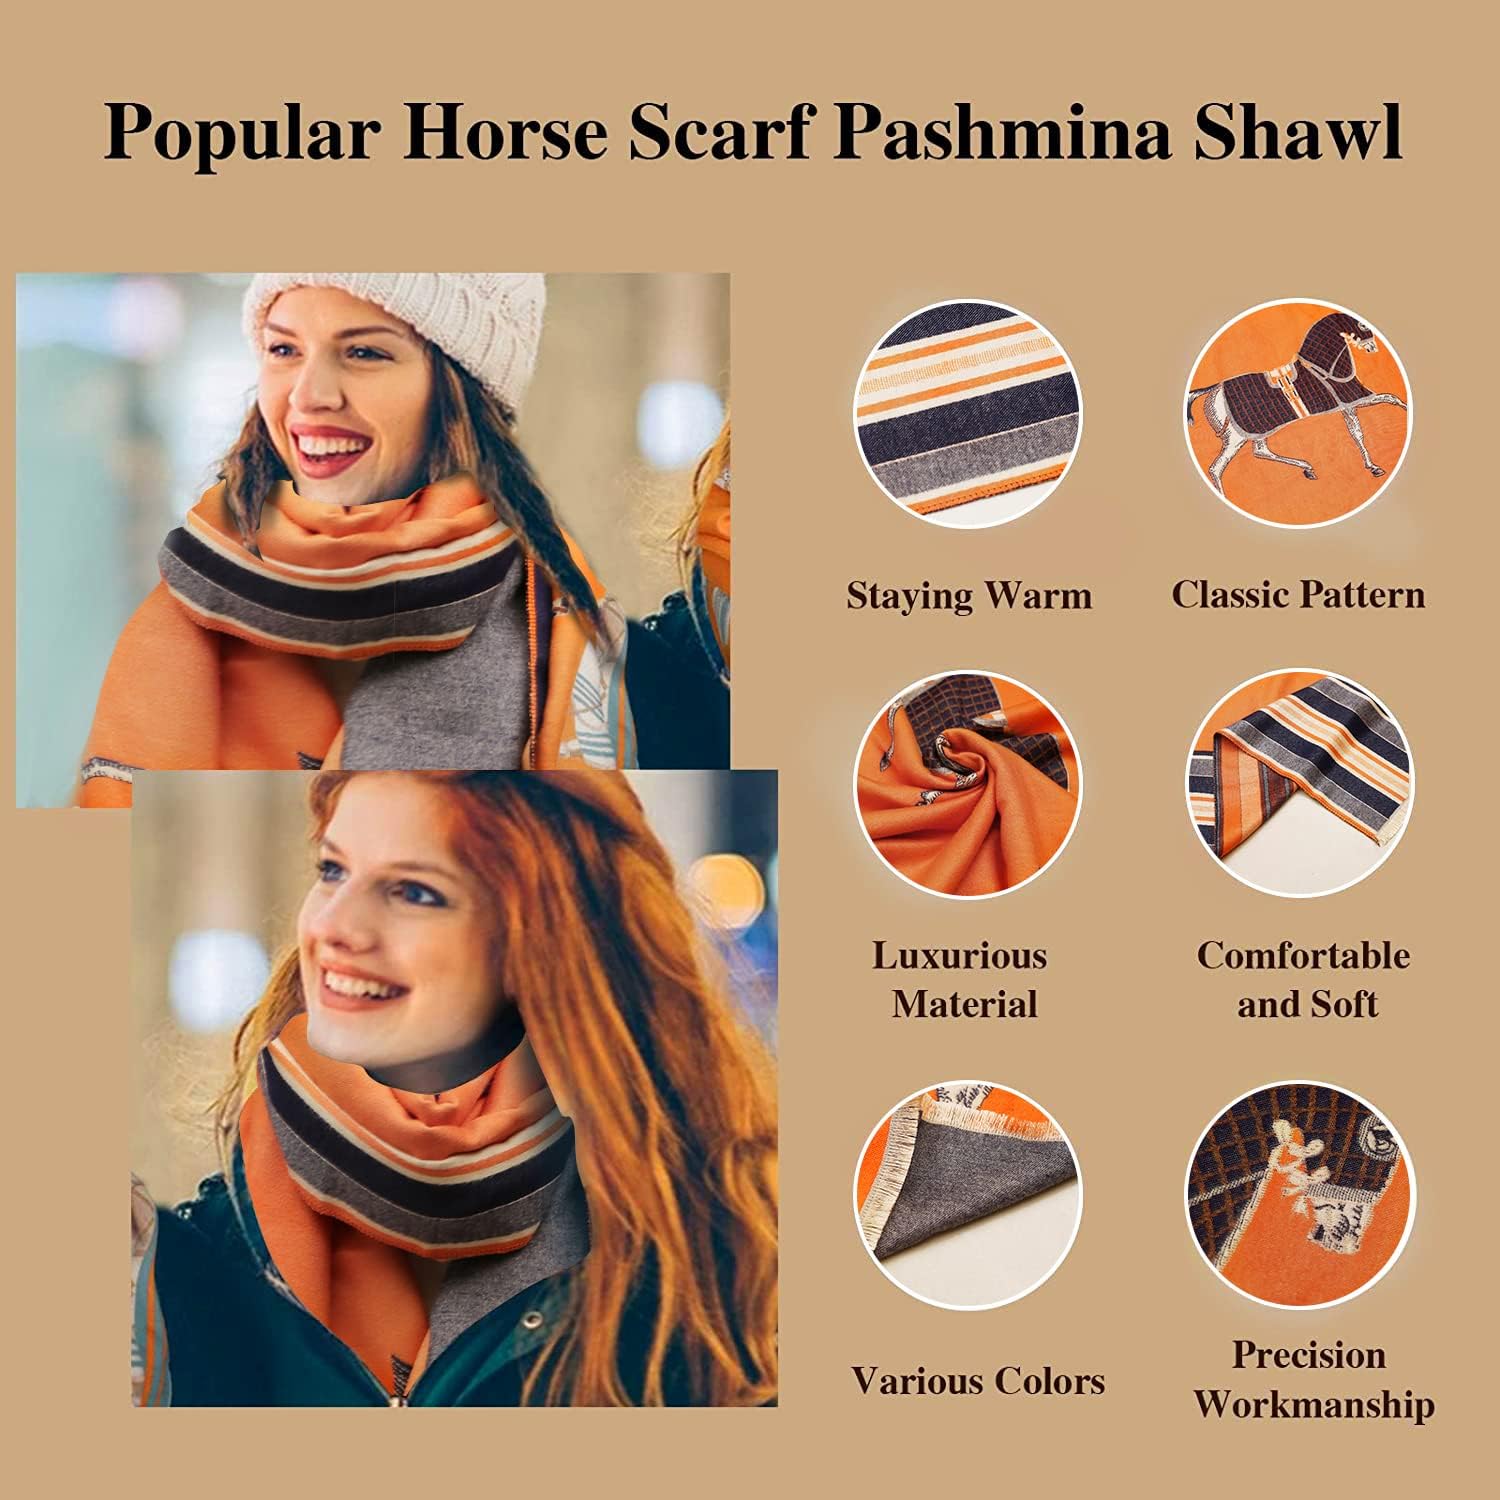 Popular Horse Scarf Pashmina Shawl
Staying Warm
Classic Pattern
Luxurious
Material
Comfortable
and Soft
Various Colors
Precision
Workmanship